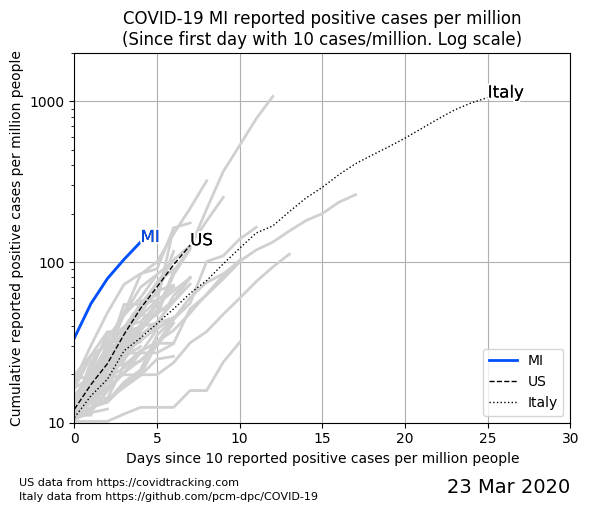 COVID-19 MI reported positive cases per million
(Since first day with 10 cases/million. Log scale)
Cumulative reported positive cases per million people
1000
100
10
Italy
MI
US
MI
US
Italy
0 5 10 15 20 25 30
Days since 10 reported positive cases per million people
US data from https://covidtracking.com
Italy data from https://github.com/pcm-dpc/COVID-19
23 Mar 2020